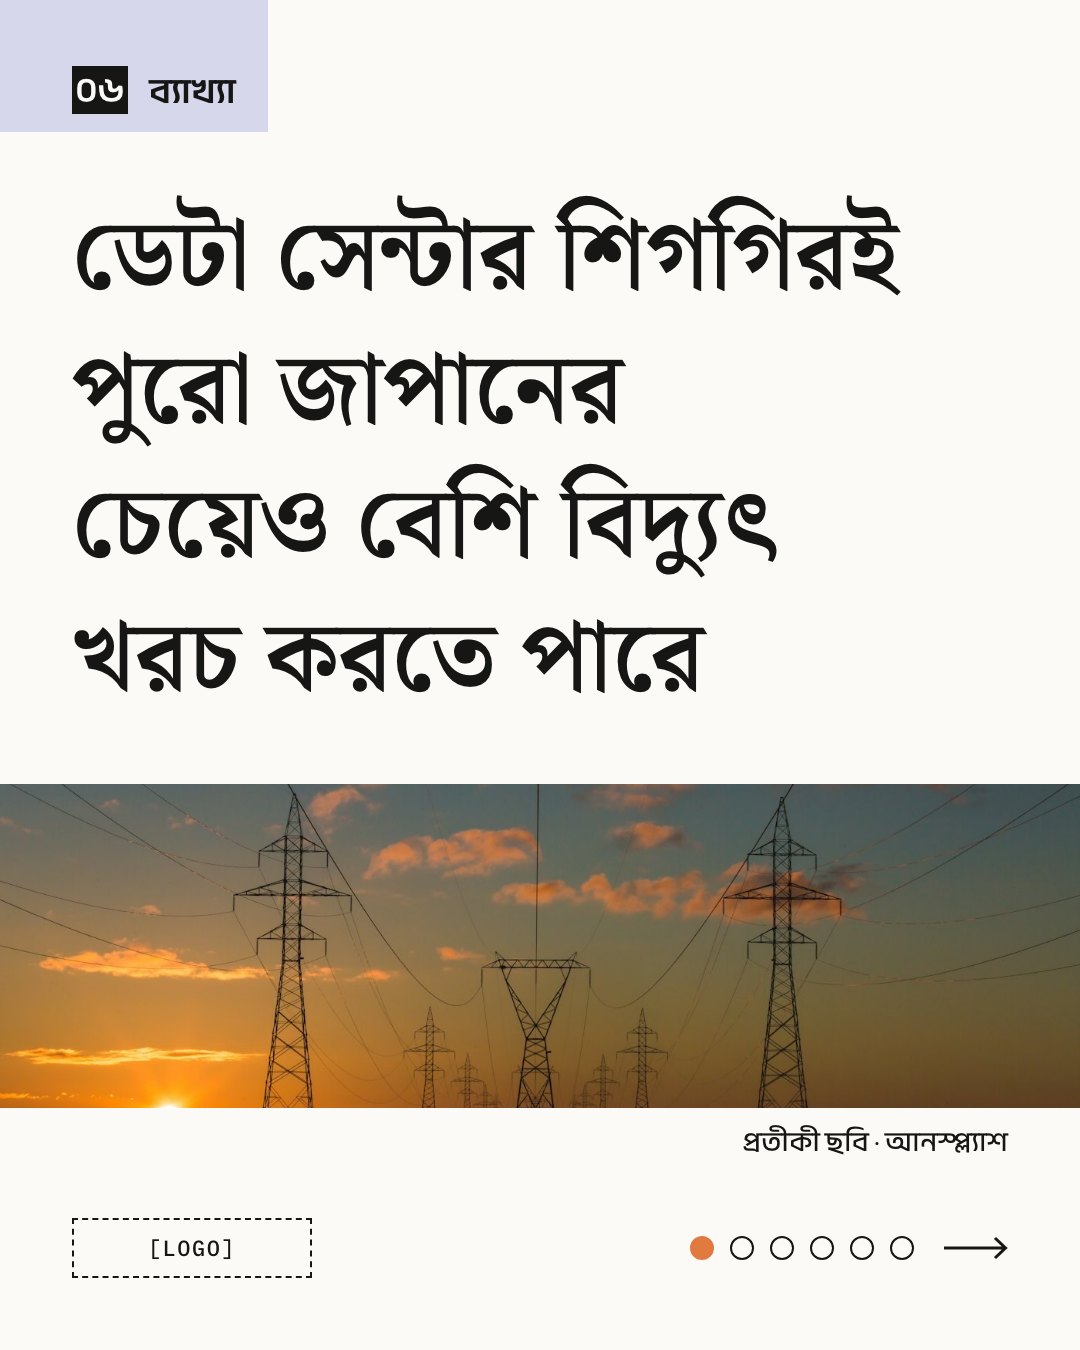 ০৬ ব্যাখ্যা
ডেটা সেন্টার শিগগিরই
পুরো জাপানের
চেয়েও বেশি বিদ্যুৎ
খরচ করতে পারে
প্রতীকী ছবি · আনস্প্ল্যাশ
[LOGO]